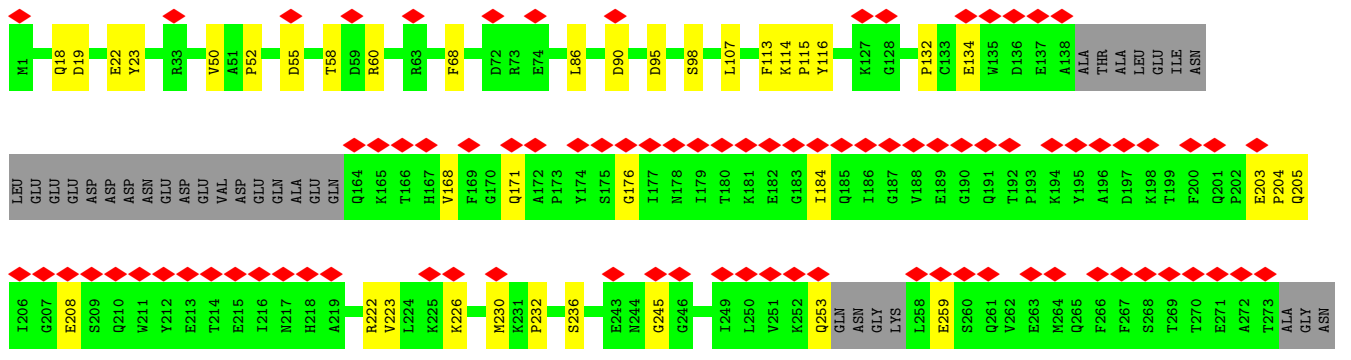 M1 Q18 D19 E22 Y23 R33 V50 A51 P52 D55 T58 D59 R60 R63 F68 D72 R73 E74 L86 D90 D95 S98 L107 F113 K114 P115 Y116 K127 G128 P132 C133 E134 W135 D136 E137 A138 ALA THR ALA LEU GLU ILE ASN
LEU GLU GLU GLU ASP ASP ASP ASN GLU ASP GLU VAL ASP GLU GLN ALA GLU GLN Q164 K165 T166 H167 V168 F169 G170 Q171 A172 P173 Y174 S175 G176 I177 N178 I179 T180 K181 E182 G183 I184 Q185 I186 G187 V188 E189 G190 Q191 T192 P193 K194 Y195 A196 D197 K198 T199 F200 Q201 P202 E203 P204 Q205
I206 G207 E208 S209 Q210 W211 Y212 E213 T214 E215 I216 N217 H218 A219 R222 V223 L224 K225 K226 M230 K231 P232 S236 E243 N244 G245 G246 I249 L250 V251 K252 Q253 GLN ASN GLY LYS L258 E259 S260 Q261 V262 E263 M264 Q265 F266 F267 S268 T269 T270 E271 A272 T273 ALA GLY ASN